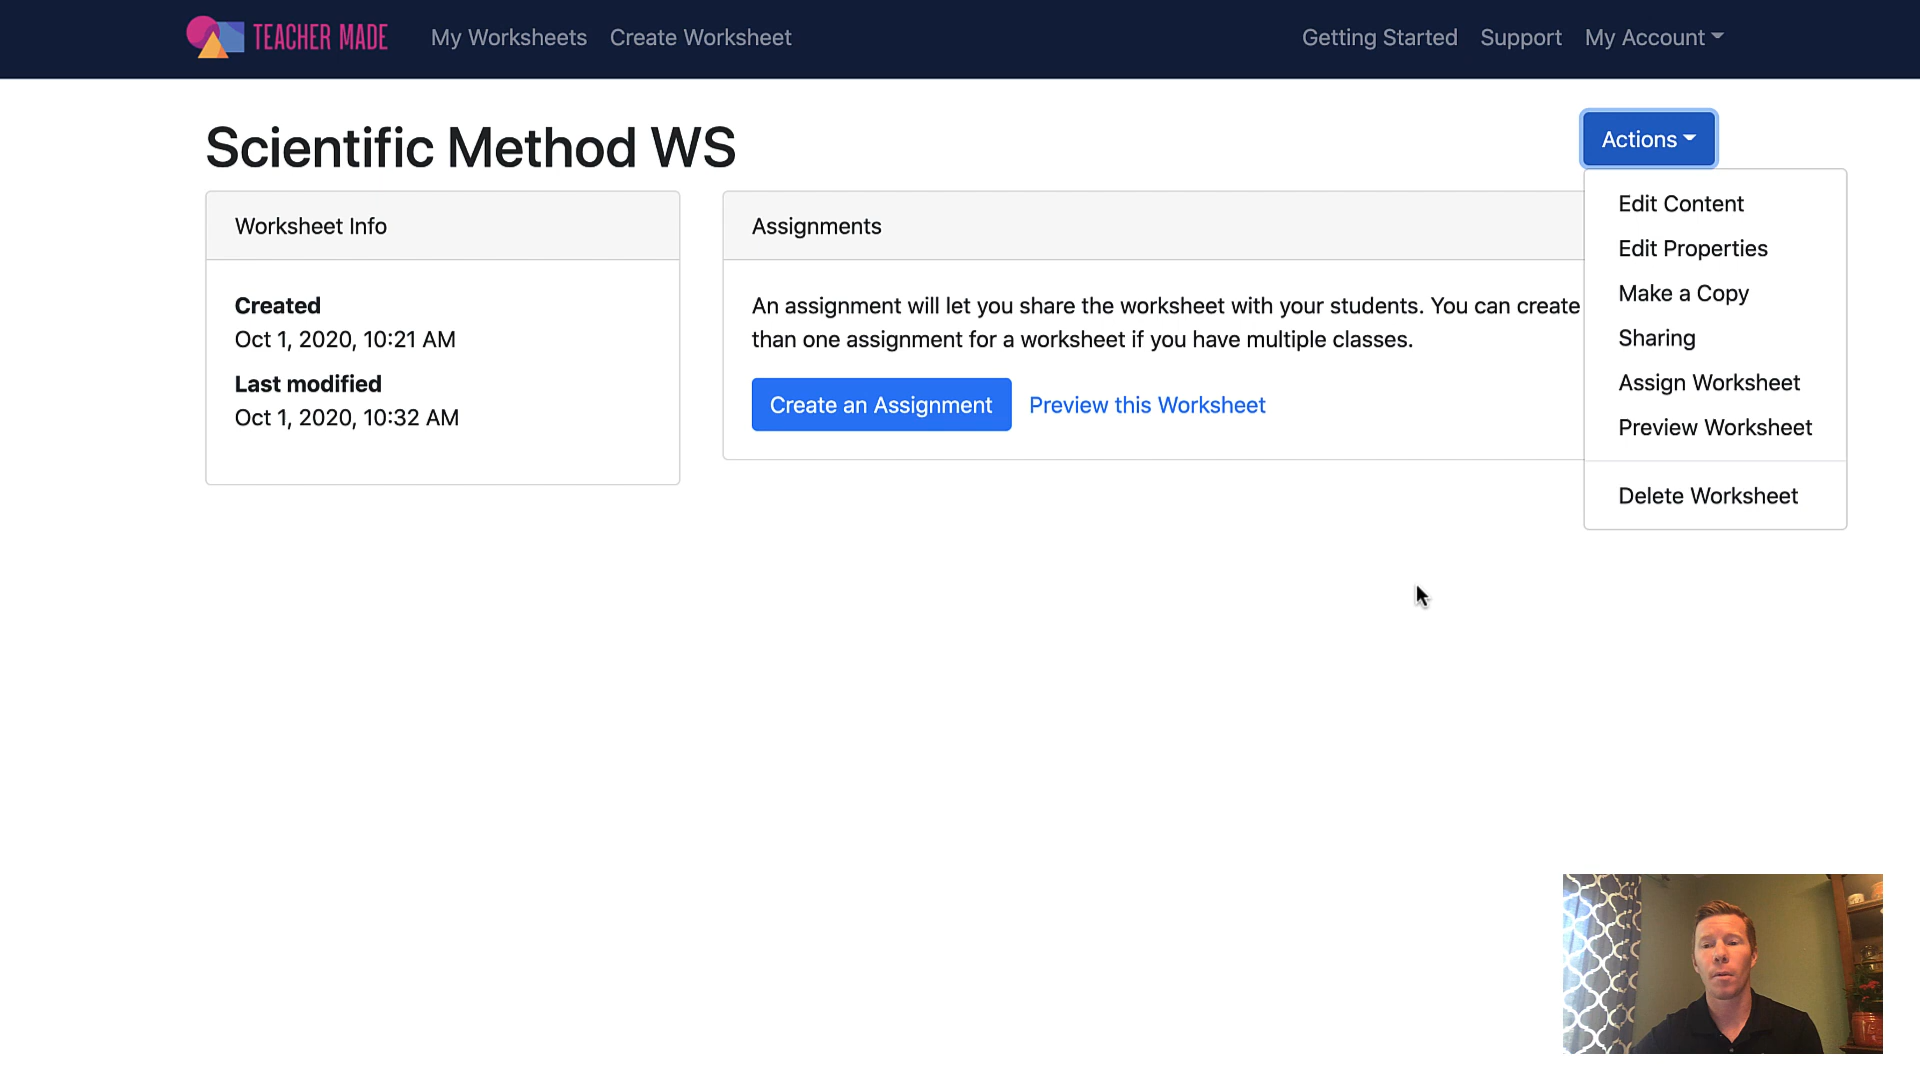 TEACHER MADE
My Worksheets
Create Worksheet
Getting Started
Support
My Account
Scientific Method WS
Actions
Worksheet Info
Created
Oct 1, 2020, 10:21 AM
Last modified
Oct 1, 2020, 10:32 AM
Assignments
An assignment will let you share the worksheet with your students. You can create
than one assignment for a worksheet if you have multiple classes.
Create an Assignment
Preview this Worksheet
Edit Content
Edit Properties
Make a Copy
Sharing
Assign Worksheet
Preview Worksheet
Delete Worksheet